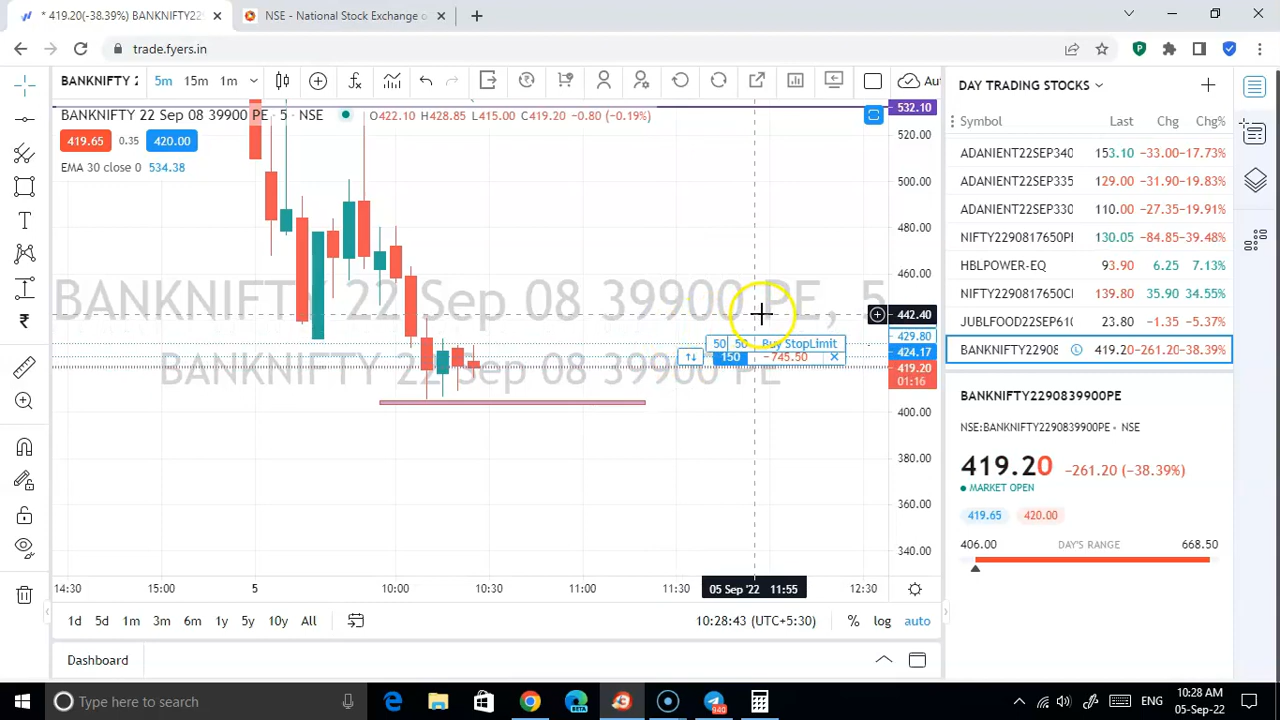 * 419.20(-38.39%) BANKNIFTY22
NSE - National Stock Exchange o
trade.fyers.in
BANKNIFTY 2
5m 15m 1m
Aut
BANKNIFTY 22 Sep 08 39900 PE · 5 · NSE
O422.10 H428.85 L415.00 C419.20 −0.80 (−0.19%)
419.65 0.35 420.00
EMA 30 close 0 534.38
BANKNIFTY 22 Sep 08 39900 PE, 5
BANKNIFTY 22 Sep 08 39900 PE
50 50 Buy StopLimit
150 −745.50
532.10
520.00
500.00
480.00
460.00
442.40
429.80
424.17
419.20
01:16
400.00
380.00
360.00
340.00
14:30 15:00 5 10:00 10:30 11:00 11:30 05 Sep '22 11:55 12:30
1d 5d 1m 3m 6m 1y 5y 10y All
10:28:43 (UTC+5:30) % log auto
Dashboard
DAY TRADING STOCKS
Symbol Last Chg Chg%
ADANIENT22SEP340 153.10 −33.00 −17.73%
ADANIENT22SEP335 129.00 −31.90 −19.83%
ADANIENT22SEP330 110.00 −27.35 −19.91%
NIFTY2290817650PI 130.05 −84.85 −39.48%
HBLPOWER-EQ 93.90 6.25 7.13%
NIFTY2290817650C 139.80 35.90 34.55%
JUBLFOOD22SEP61 23.80 −1.35 −5.37%
BANKNIFTY22908 L 419.20 −261.20 −38.39%
BANKNIFTY2290839900PE
NSE:BANKNIFTY2290839900PE • NSE
419.20 −261.20 (−38.39%)
MARKET OPEN
419.65 420.00
406.00 DAY'S RANGE 668.50
Type here to search
BETA
940
ENG
10:28 AM
05-Sep-22